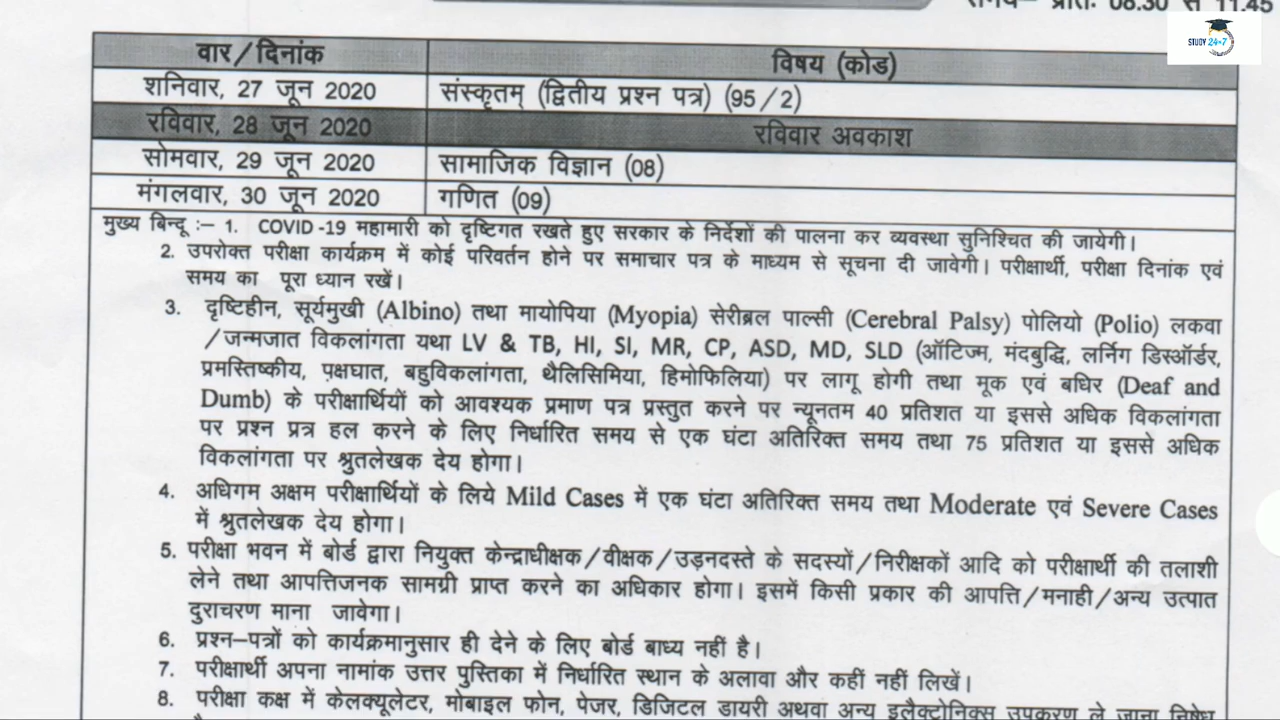 समय– प्रातः 08.30 से 11.45
STUDY 24×7
वार/दिनांक विषय (कोड)
शनिवार, 27 जून 2020 संस्कृतम् (द्वितीय प्रश्न पत्र) (95/2)
रविवार, 28 जून 2020 रविवार अवकाश
सोमवार, 29 जून 2020 सामाजिक विज्ञान (08)
मंगलवार, 30 जून 2020 गणित (09)
मुख्य बिन्दू :– 1. COVID -19 महामारी को दृष्टिगत रखते हुए सरकार के निर्देशों की पालना कर व्यवस्था सुनिश्चित की जायेगी।
2. उपरोक्त परीक्षा कार्यक्रम में कोई परिवर्तन होने पर समाचार पत्र के माध्यम से सूचना दी जावेगी। परीक्षार्थी, परीक्षा दिनांक एवं
समय का पूरा ध्यान रखें।
3. दृष्टिहीन, सूर्यमुखी (Albino) तथा मायोपिया (Myopia) सेरीब्रल पाल्सी (Cerebral Palsy) पोलियो (Polio) लकवा
/जन्मजात विकलांगता यथा LV & TB, HI, SI, MR, CP, ASD, MD, SLD (ऑटिज्म, मंदबुद्धि, लर्निग डिस्ऑर्डर,
प्रमस्तिष्कीय, पक्षघात, बहुविकलांगता, थैलिसिमिया, हिमोफिलिया) पर लागू होगी तथा मूक एवं बधिर (Deaf and
Dumb) के परीक्षार्थियों को आवश्यक प्रमाण पत्र प्रस्तुत करने पर न्यूनतम 40 प्रतिशत या इससे अधिक विकलांगता
पर प्रश्न प्रत्र हल करने के लिए निर्धारित समय से एक घंटा अतिरिक्त समय तथा 75 प्रतिशत या इससे अधिक
विकलांगता पर श्रुतलेखक देय होगा।
4. अधिगम अक्षम परीक्षार्थियों के लिये Mild Cases में एक घंटा अतिरिक्त समय तथा Moderate एवं Severe Cases
में श्रुतलेखक देय होगा।
5. परीक्षा भवन में बोर्ड द्वारा नियुक्त केन्द्राधीक्षक/वीक्षक/उड़नदस्ते के सदस्यों/निरीक्षकों आदि को परीक्षार्थी की तलाशी
लेने तथा आपत्तिजनक सामग्री प्राप्त करने का अधिकार होगा। इसमें किसी प्रकार की आपत्ति/मनाही/अन्य उत्पात
दुराचरण माना जावेगा।
6. प्रश्न–पत्रों को कार्यक्रमानुसार ही देने के लिए बोर्ड बाध्य नहीं है।
7. परीक्षार्थी अपना नामांक उत्तर पुस्तिका में निर्धारित स्थान के अलावा और कहीं नहीं लिखें।
8. परीक्षा कक्ष में केलक्यूलेटर, मोबाइल फोन, पेजर, डिजिटल डायरी अथवा अन्य इलैक्टोनिक्स उपकरण ले जाना निषेध